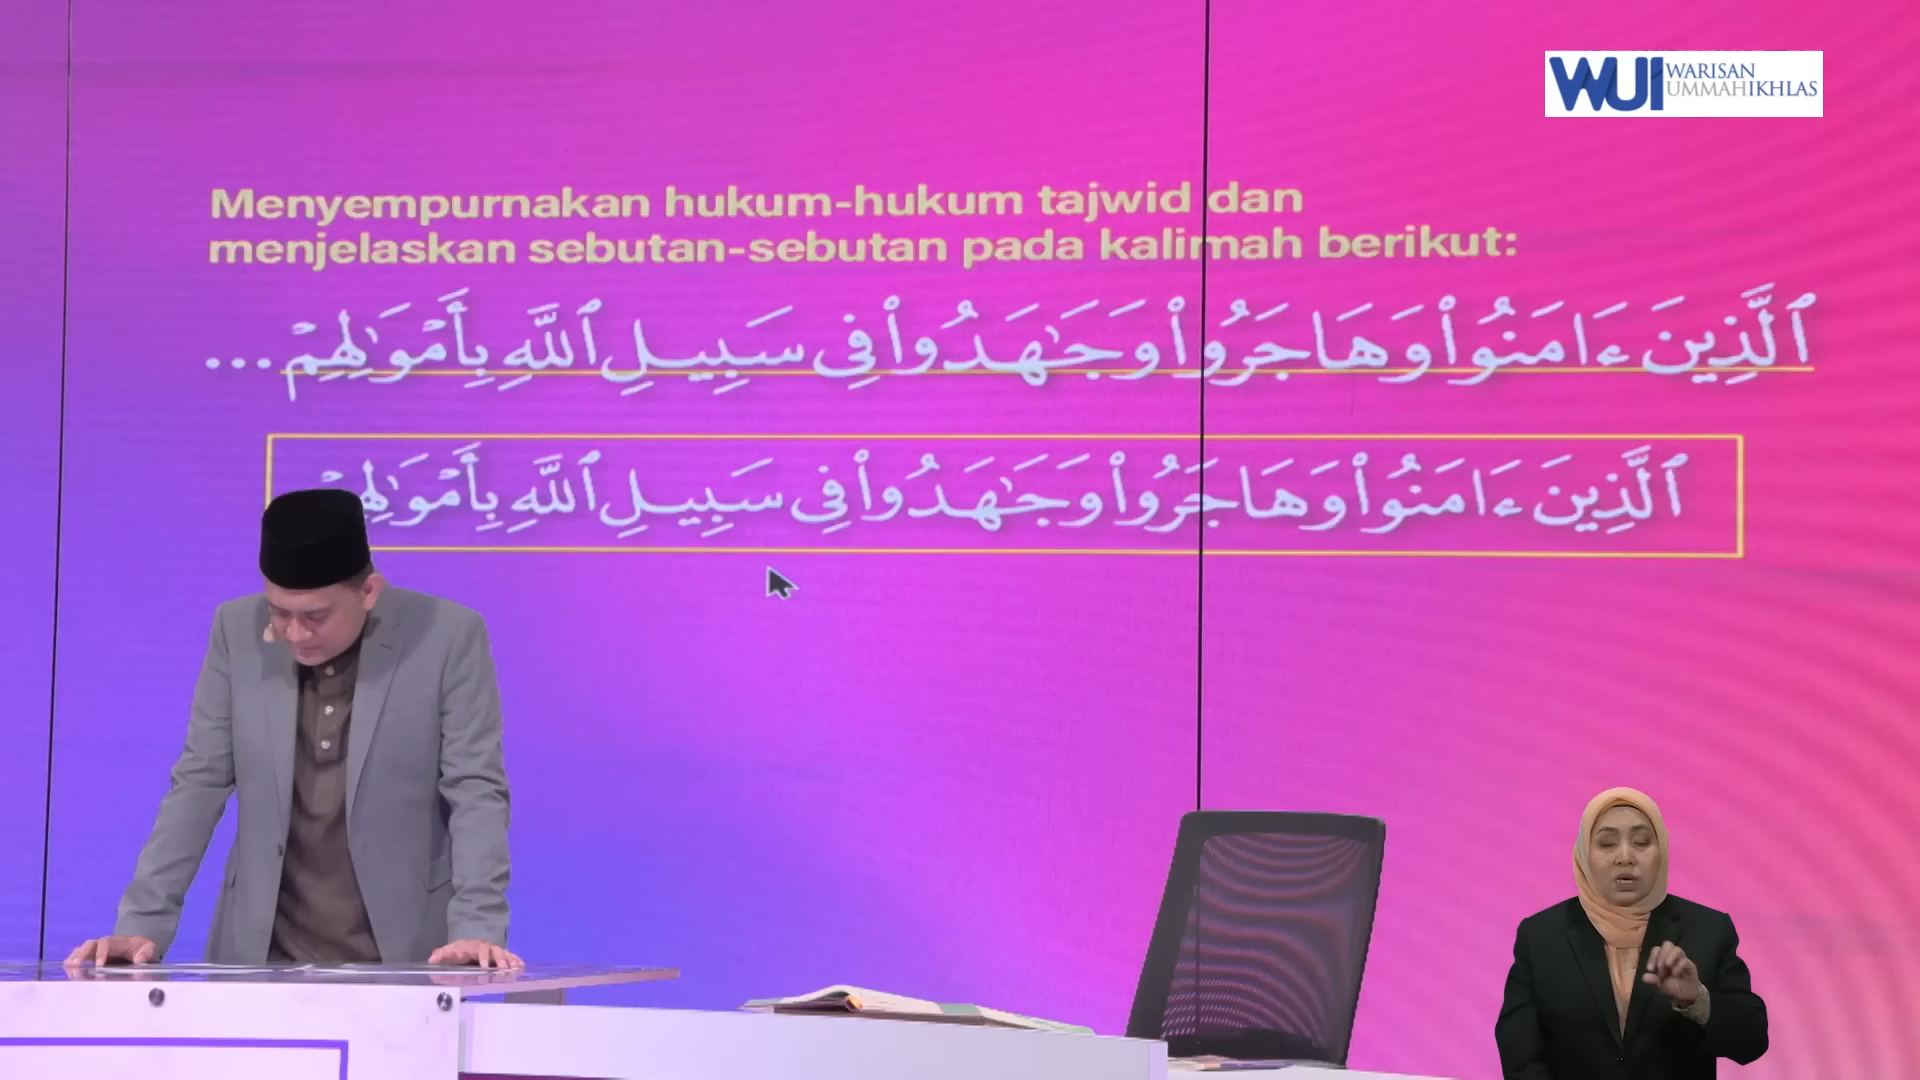 WUI WARISAN
UMMAH IKHLAS
Menyempurnakan hukum-hukum tajwid dan
menjelaskan sebutan-sebutan pada kalimah berikut:
ٱلَّذِينَ ءَامَنُوا۟ وَهَاجَرُوا۟ وَجَـٰهَدُوا۟ فِى سَبِيلِ ٱللَّهِ بِأَمْوَٰلِهِمْ ...
ٱلَّذِينَ ءَامَنُوا۟ وَهَاجَرُوا۟ وَجَـٰهَدُوا۟ فِى سَبِيلِ ٱللَّهِ بِأَمْوَٰلِهِمْ